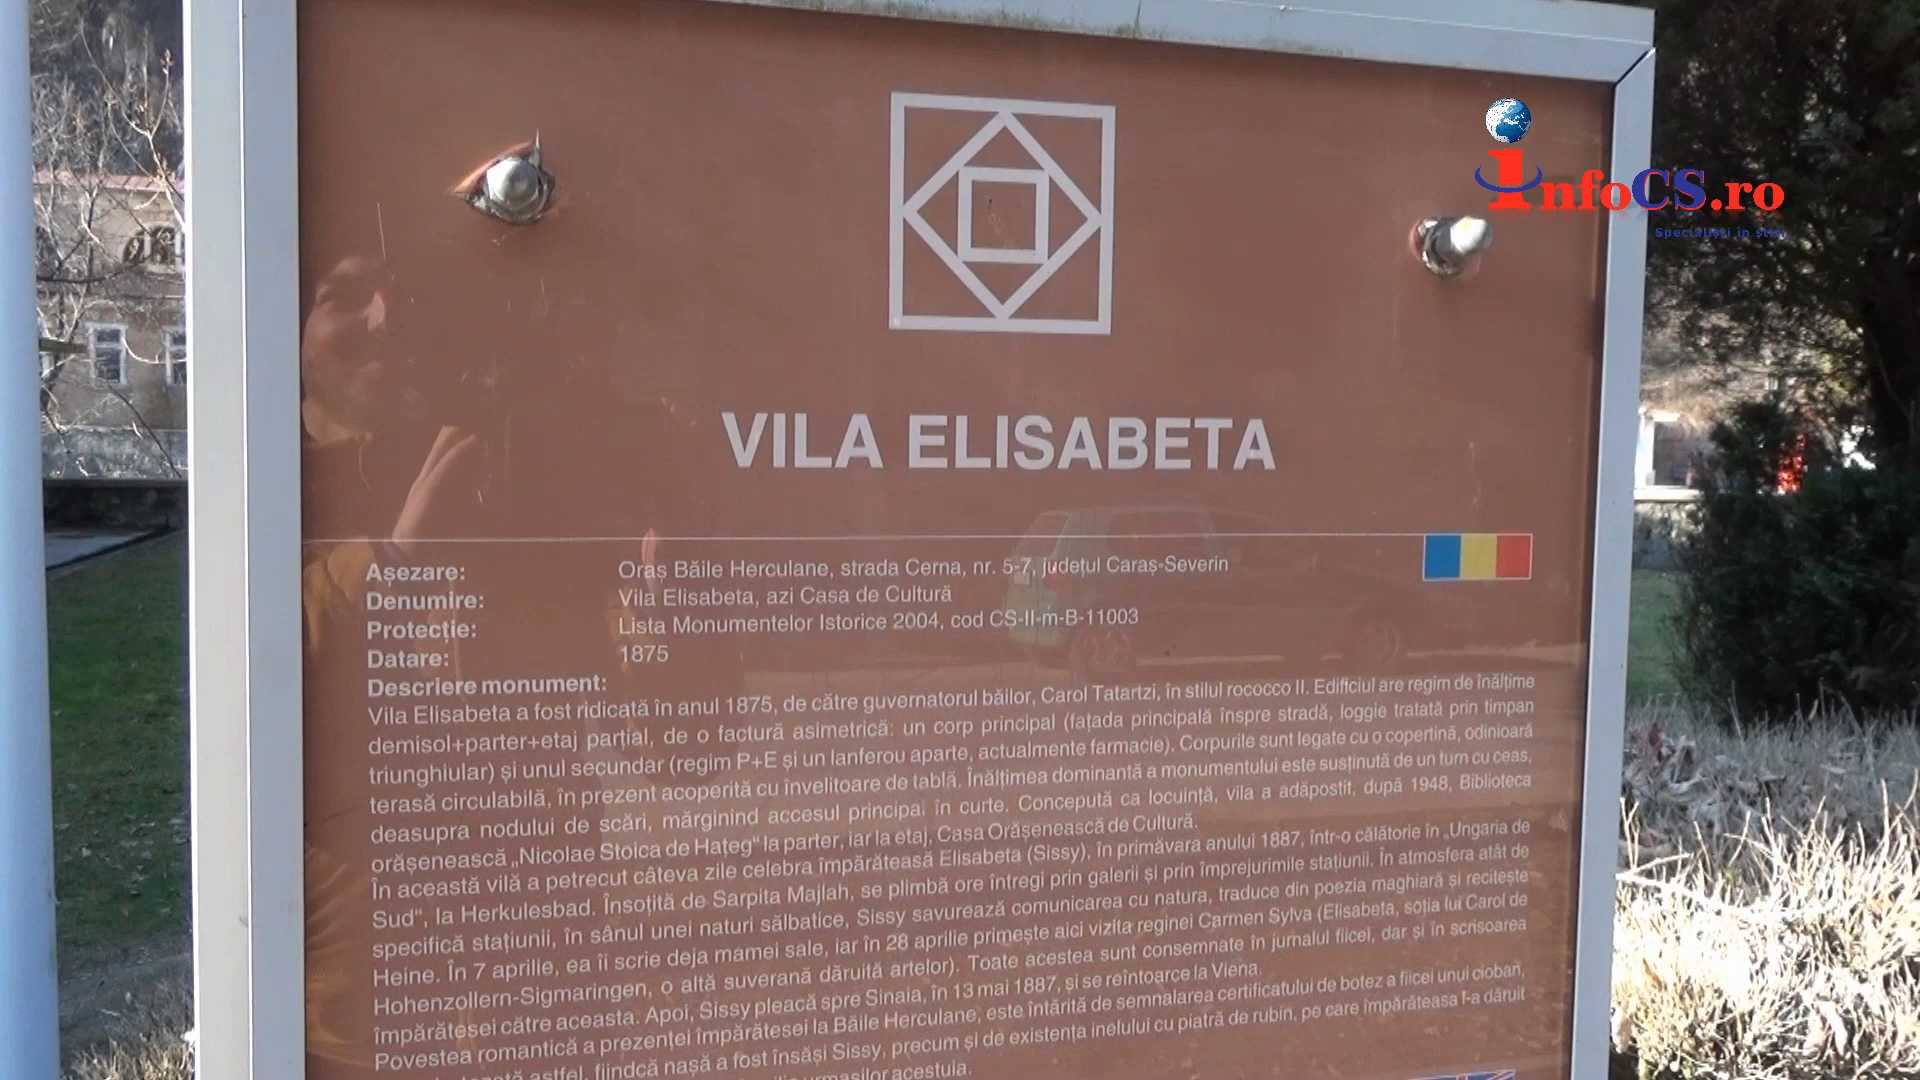 infoCS.ro
Specialiști în știri
VILA ELISABETA
Așezare: Oraș Băile Herculane, strada Cerna, nr. 5-7, județul Caraș-Severin
Denumire: Vila Elisabeta, azi Casa de Cultură
Protecție: Lista Monumentelor Istorice 2004, cod CS-II-m-B-11003
Datare: 1875
Descriere monument:
Vila Elisabeta a fost ridicată în anul 1875, de către guvernatorul băilor, Carol Tatartzi, în stilul rococco II. Edificiul are regim de înălțime
demisol+parter+etaj parțial, de o factură asimetrică: un corp principal (fațada principală înspre stradă, loggie tratată prin timpan
triunghiular) și unul secundar (regim P+E și un lanferou aparte, actualmente farmacie). Corpurile sunt legate cu o copertină, odinioară
terasă circulabilă, în prezent acoperită cu învelitoare de tablă. Înălțimea dominantă a monumentului este susținută de un turn cu ceas,
deasupra nodului de scări, mărginind accesul principal în curte. Concepută ca locuință, vila a adăpostit, după 1948, Biblioteca
orășenească „Nicolae Stoica de Hațeg“ la parter, iar la etaj, Casa Orășenească de Cultură.
În această vilă a petrecut câteva zile celebra împărăteasă Elisabeta (Sissy), în primăvara anului 1887, într-o călătorie în „Ungaria de
Sud“, la Herkulesbad. Însoțită de Sarpita Majlah, se plimbă ore întregi prin galerii și prin împrejurimile stațiunii. În atmosfera atât de
specifică stațiunii, în sânul unei naturi sălbatice, Sissy savurează comunicarea cu natura, traduce din poezia maghiară și recitește
Heine. În 7 aprilie, ea îi scrie deja mamei sale, iar în 28 aprilie primește aici vizita reginei Carmen Sylva (Elisabeta, soția lui Carol de
Hohenzollern-Sigmaringen, o altă suverană dăruită artelor). Toate acestea sunt consemnate în jurnalul fiicei, dar și în scrisoarea
împărătesei către aceasta. Apoi, Sissy pleacă spre Sinaia, în 13 mai 1887, și se reîntoarce la Viena.
Povestea romantică a prezenței împărătesei la Băile Herculane, este întărită de semnalarea certificatului de botez a fiicei unui cioban,
astfel, fiindcă nașă a fost însăși Sissy, precum și de existența inelului cu piatră de rubin, pe care împărăteasa l-a dăruit
urmașilor acestuia.